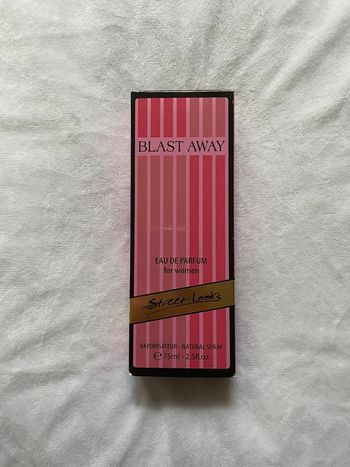 BLAST AWAY
EAU DE PARFUM
for women
Street Looks
VAPORISATEUR - NATURAL SPRAY
℮75ml - 2.5fl.oz.